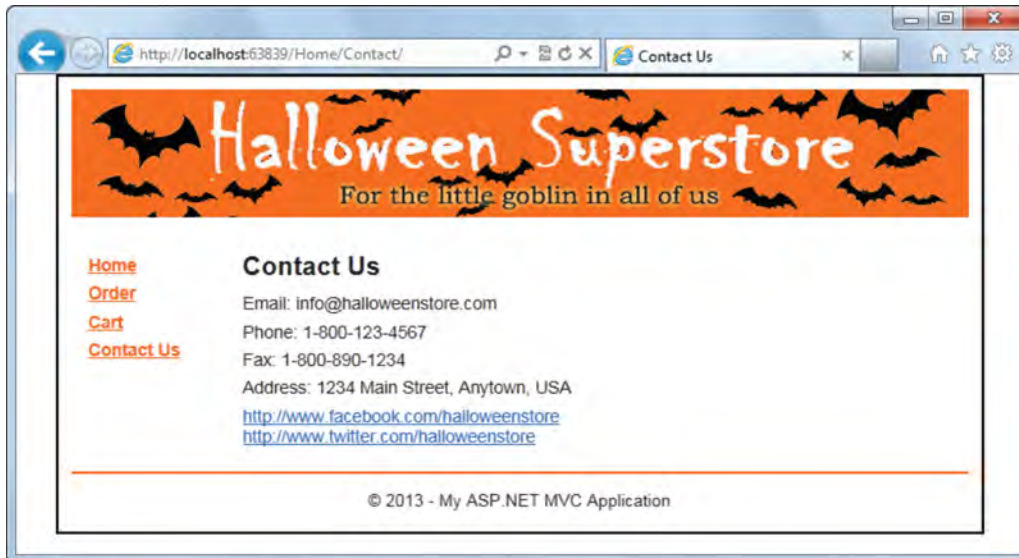 http://localhost:63839/Home/Contact/
Contact Us
Halloween Superstore
For the little goblin in all of us
Home
Order
Cart
Contact Us
Contact Us
Email: info@halloweenstore.com
Phone: 1-800-123-4567
Fax: 1-800-890-1234
Address: 1234 Main Street, Anytown, USA
http://www.facebook.com/halloweenstore
http://www.twitter.com/halloweenstore
© 2013 - My ASP.NET MVC Application